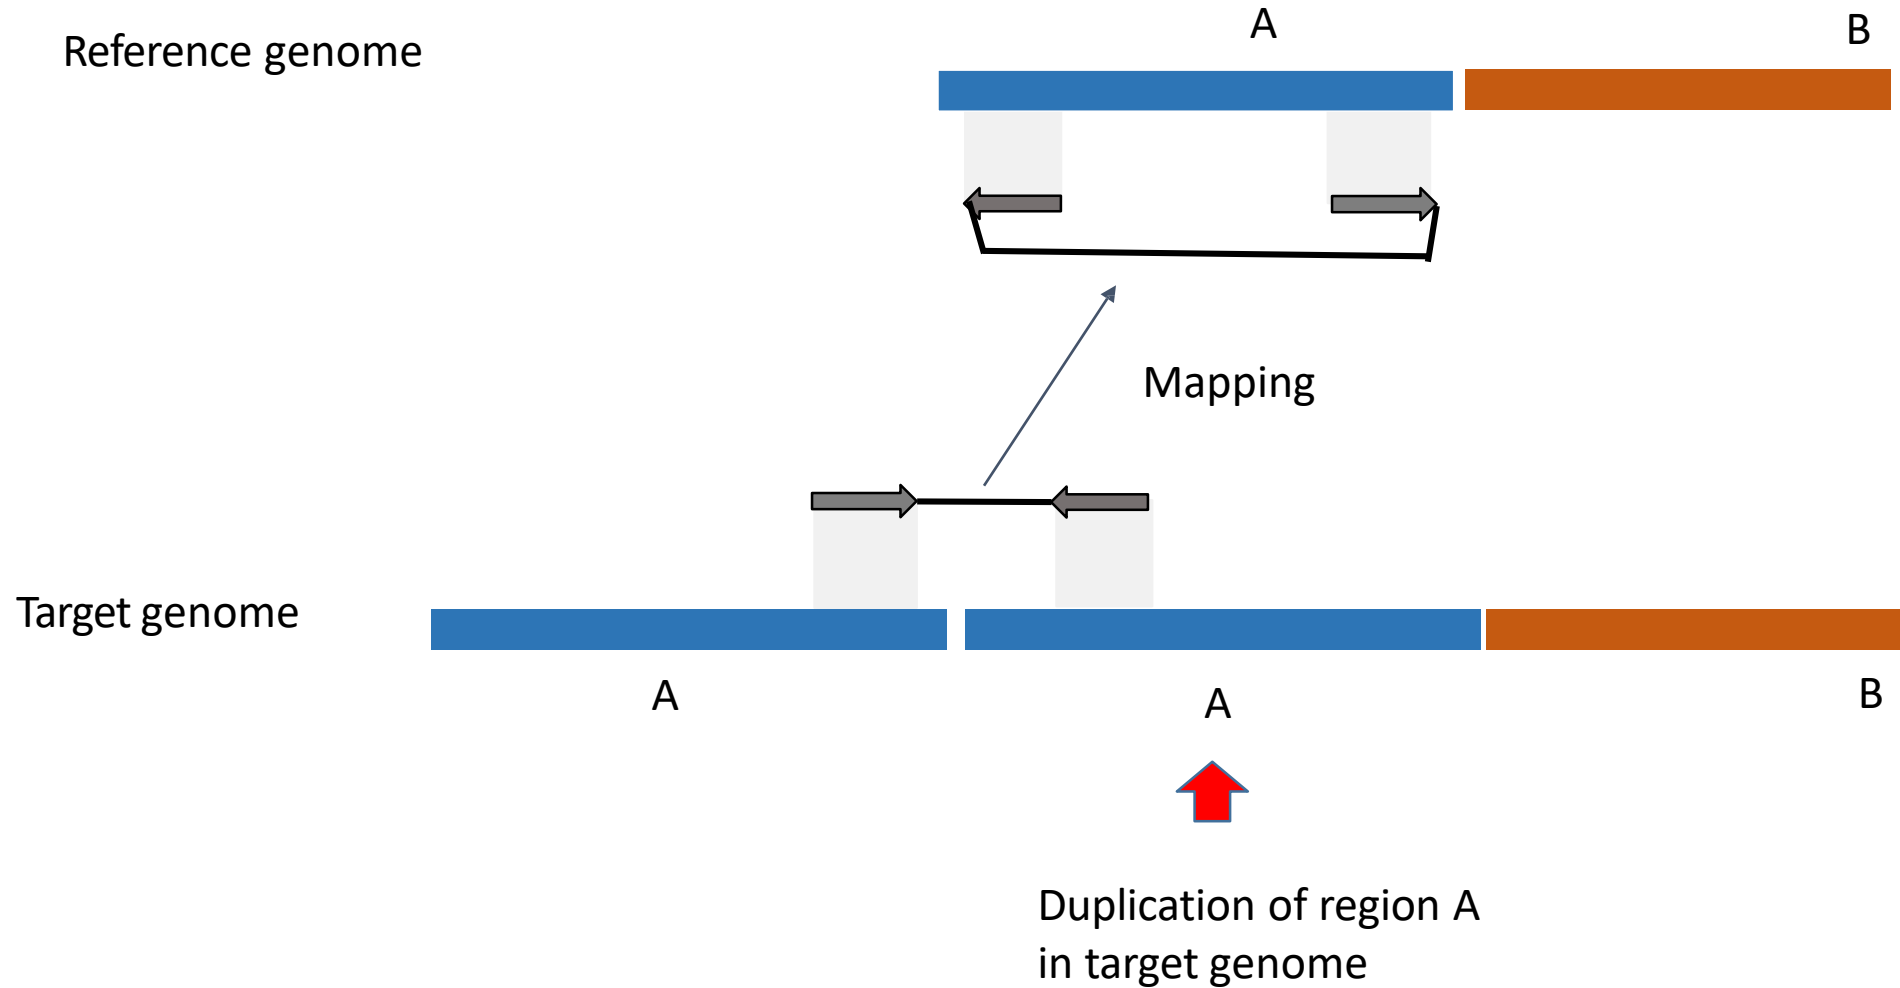 A
B
Reference genome
Mapping
Target genome
A
A
B
Duplication of region A
in target genome